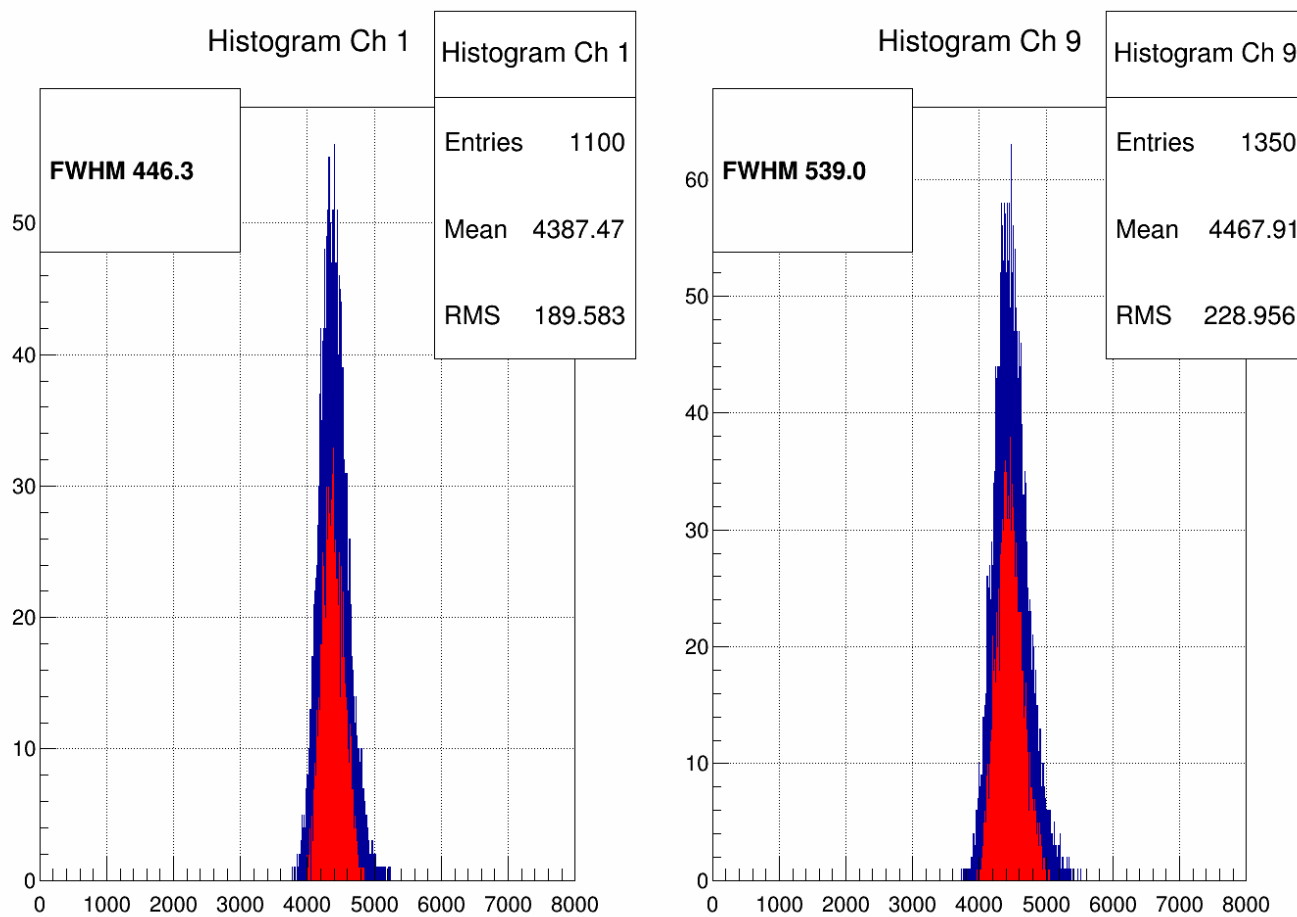 Histogram Ch 1
Histogram Ch 1
Entries 1100
Mean 4387.47
RMS 189.583
FWHM 446.3
50
40
30
20
10
0
0 1000 2000 3000 4000 5000 6000 7000 8000
Histogram Ch 9
Histogram Ch 9
Entries 1350
Mean 4467.91
RMS 228.956
FWHM 539.0
60
50
40
30
20
10
0
0 1000 2000 3000 4000 5000 6000 7000 8000